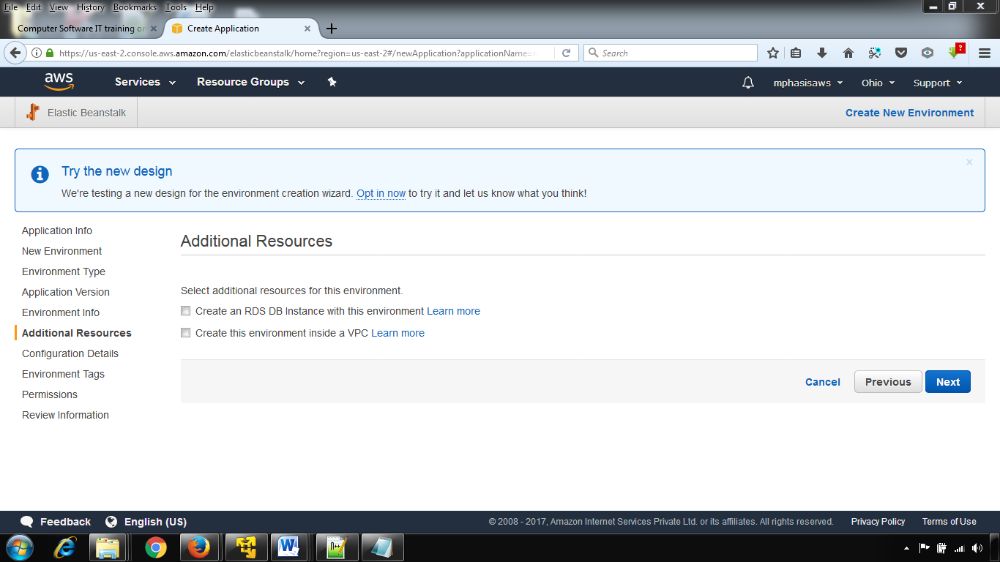 File Edit View History Bookmarks Tools Help
Computer Software IT training on
Create Application
https://us-east-2.console.aws.amazon.com/elasticbeanstalk/home?region=us-east-2#/newApplication?applicationName=
Search
?
aws Services Resource Groups mphasisaws Ohio Support
Elastic Beanstalk Create New Environment
Try the new design
We're testing a new design for the environment creation wizard. Opt in now to try it and let us know what you think!
Application Info
New Environment
Environment Type
Application Version
Environment Info
Additional Resources
Configuration Details
Environment Tags
Permissions
Review Information
Additional Resources
Select additional resources for this environment.
Create an RDS DB Instance with this environment Learn more
Create this environment inside a VPC Learn more
Cancel Previous Next
Feedback English (US) © 2008 - 2017, Amazon Internet Services Private Ltd. or its affiliates. All rights reserved. Privacy Policy Terms of Use